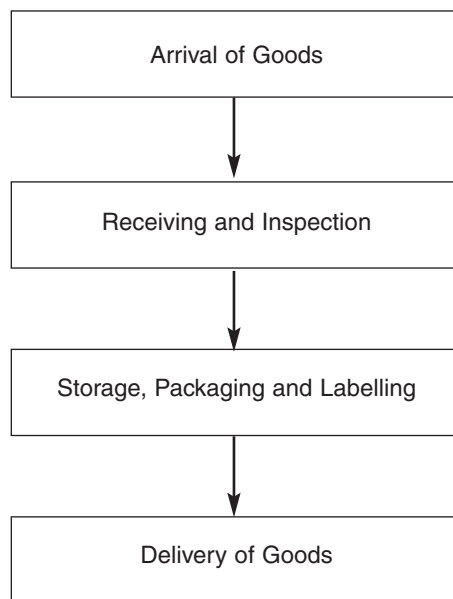 Arrival of Goods
Receiving and Inspection
Storage, Packaging and Labelling
Delivery of Goods